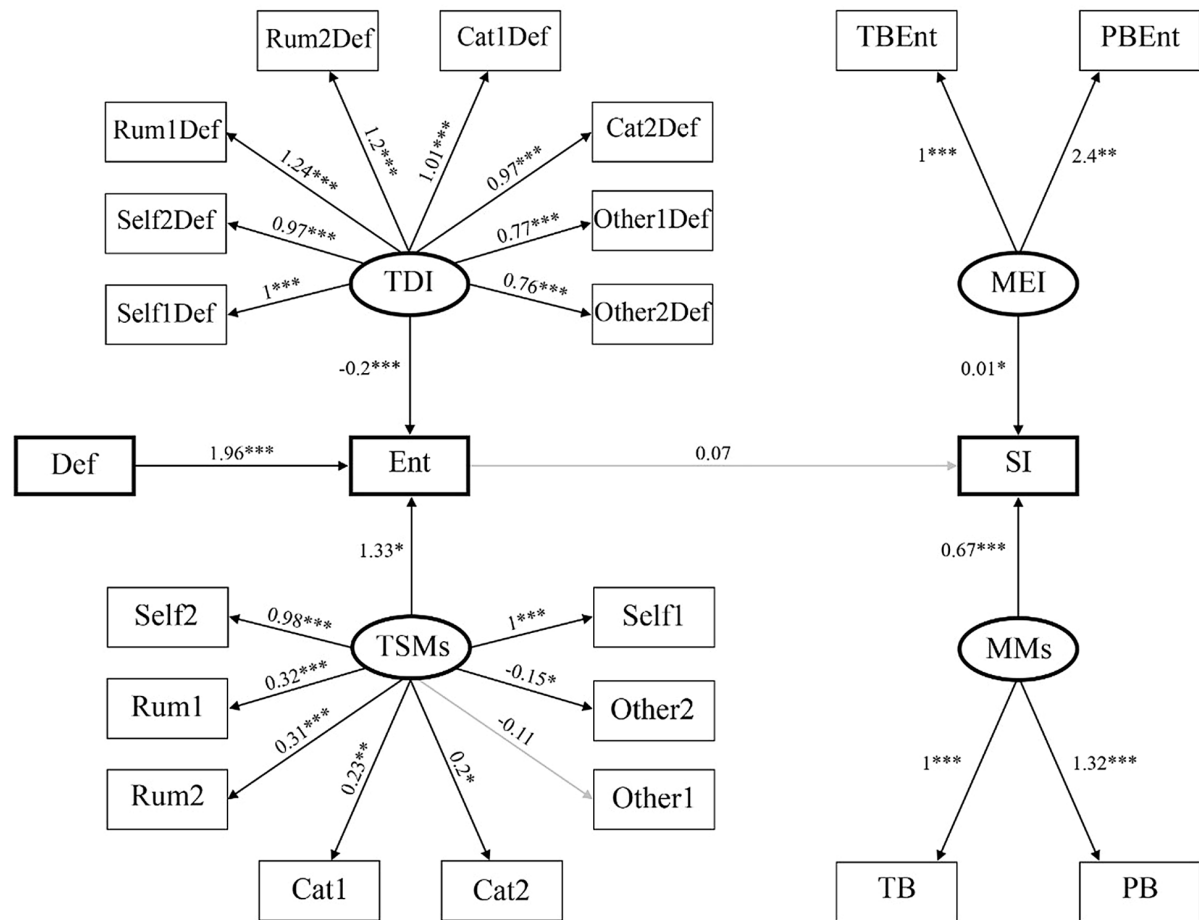 Rum2Def
Cat1Def
TBEnt
PBEnt
Rum1Def
Cat2Def
1.24***
1.2***
1.01***
0.97***
1***
2.4**
Self2Def
0.97***
0.77***
Other1Def
TDI
MEI
Self1Def
1***
0.76***
Other2Def
-0.2***
0.01*
Def
1.96***
Ent
0.07
SI
1.33*
0.67***
Self2
0.98***
1***
Self1
TSMs
MMs
Rum1
0.32***
-0.15*
Other2
0.31***
-0.11
Rum2
0.23**
0.2*
Other1
1***
1.32***
Cat1
Cat2
TB
PB